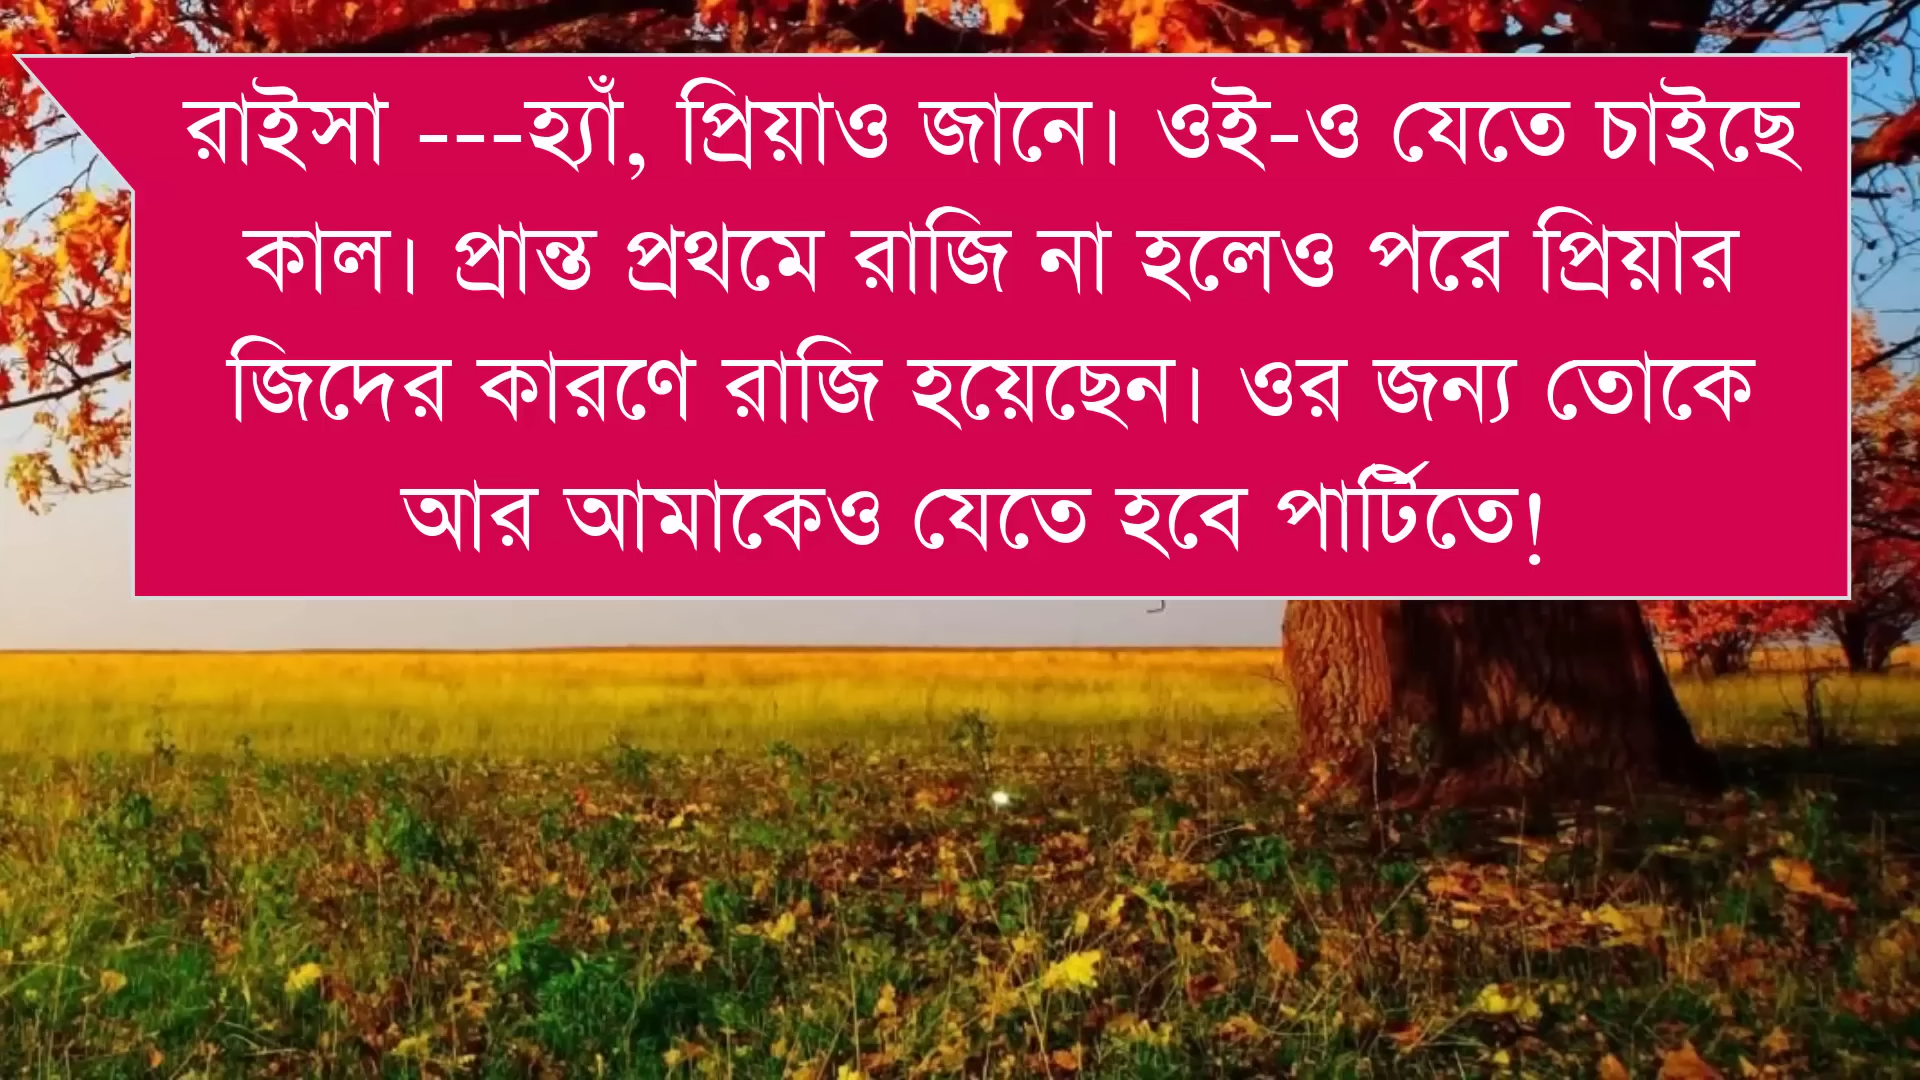 রাইসা ---হ্যাঁ, প্রিয়াও জানে। ওই-ও যেতে চাইছে
কাল। প্রান্ত প্রথমে রাজি না হলেও পরে প্রিয়ার
জিদের কারণে রাজি হয়েছেন। ওর জন্য তোকে
আর আমাকেও যেতে হবে পার্টিতে!